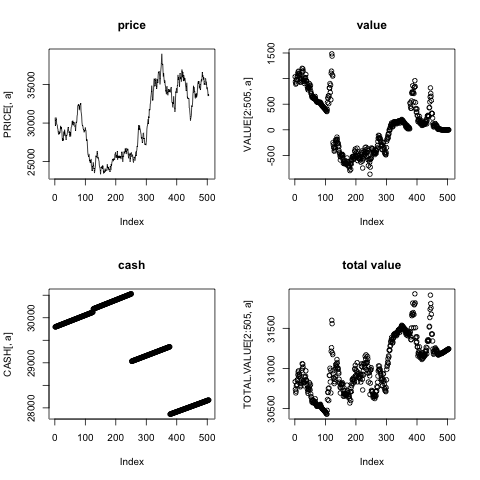 price
PRICE[, a]
35000
30000
25000
0 100 200 300 400 500
Index
value
VALUE[2:505, a]
1500
500
0
-500
0 100 200 300 400 500
Index
cash
CASH[, a]
30000
29000
28000
0 100 200 300 400 500
Index
total value
TOTAL.VALUE[2:505, a]
31500
31000
30500
0 100 200 300 400 500
Index